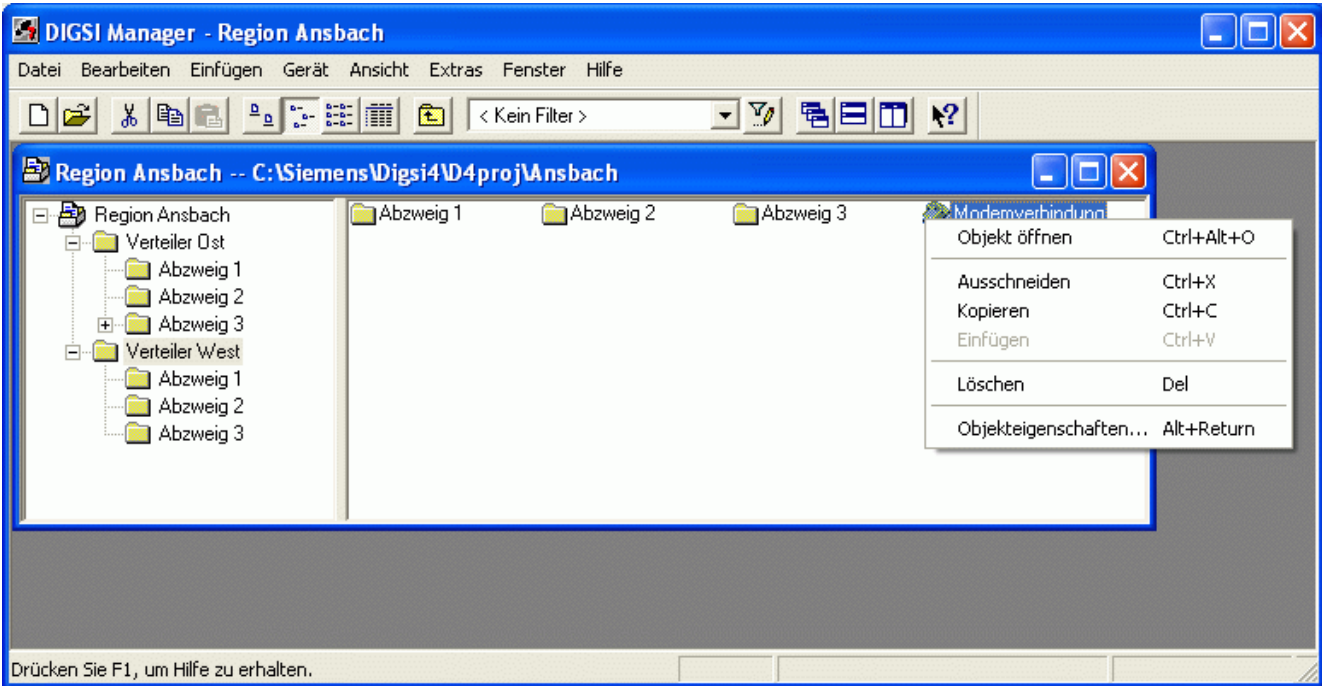 DIGSI Manager - Region Ansbach
Datei Bearbeiten Einfügen Gerät Ansicht Extras Fenster Hilfe
< Kein Filter >
Region Ansbach -- C:\Siemens\Digsi4\D4proj\Ansbach
Region Ansbach
Verteiler Ost
Abzweig 1
Abzweig 2
Abzweig 3
Verteiler West
Abzweig 1
Abzweig 2
Abzweig 3
Abzweig 1 Abzweig 2 Abzweig 3 Modemverbindung
Objekt öffnen Ctrl+Alt+O
Ausschneiden Ctrl+X
Kopieren Ctrl+C
Einfügen Ctrl+V
Löschen Del
Objekteigenschaften... Alt+Return
Drücken Sie F1, um Hilfe zu erhalten.